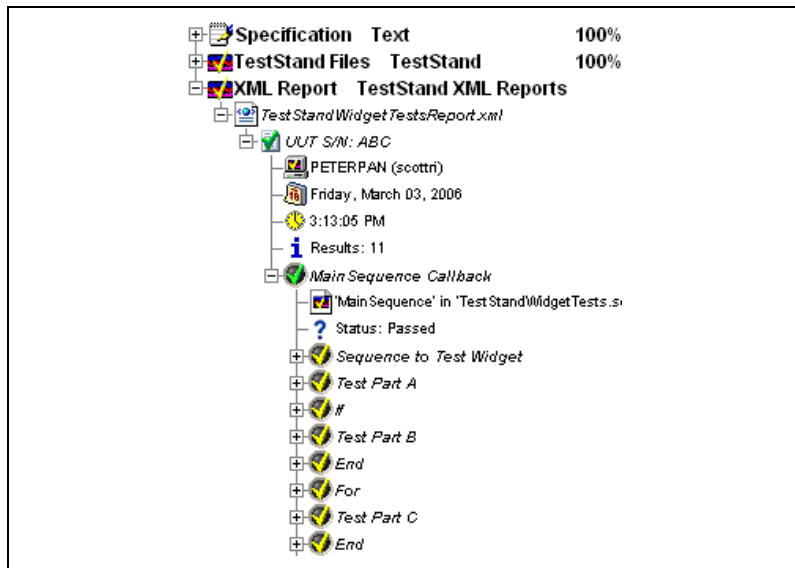 Specification Text 100%
TestStand Files TestStand 100%
XML Report TestStand XML Reports
TestStandWidgetTestsReport.xml
UUT S/N: ABC
PETERPAN (scottri)
Friday, March 03, 2006
3:13:05 PM
Results: 11
MainSequence Callback
'MainSequence' in 'TestStandWidgetTests.se
Status: Passed
Sequence to Test Widget
Test Part A
If
Test Part B
End
For
Test Part C
End